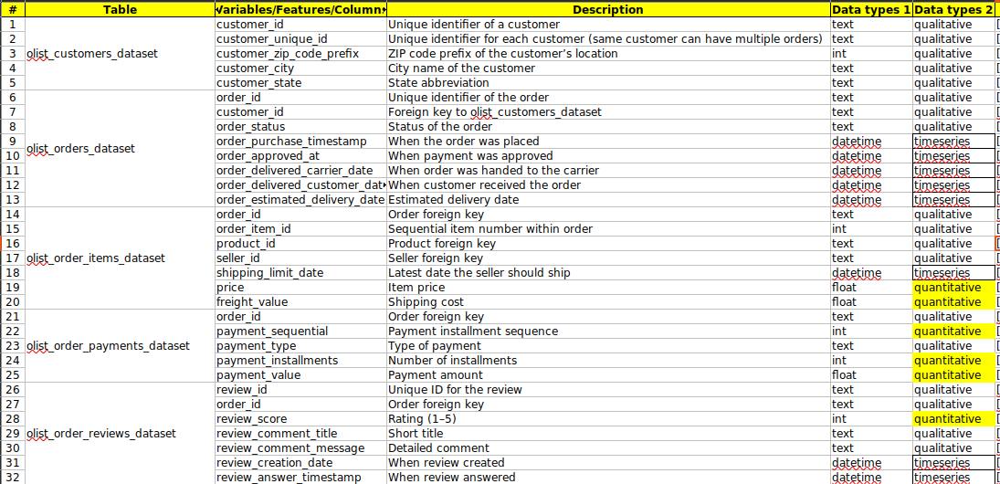 # Table Variables/Features/Column Description Data types 1 Data types 2
1 customer_id Unique identifier of a customer text qualitative
2 customer_unique_id Unique identifier for each customer (same customer can have multiple orders) text qualitative
3 olist_customers_dataset customer_zip_code_prefix ZIP code prefix of the customer’s location int qualitative
4 customer_city City name of the customer text qualitative
5 customer_state State abbreviation text qualitative
6 order_id Unique identifier of the order text qualitative
7 customer_id Foreign key to olist_customers_dataset text qualitative
8 order_status Status of the order text qualitative
9 olist_orders_dataset order_purchase_timestamp When the order was placed datetime timeseries
10 order_approved_at When payment was approved datetime timeseries
11 order_delivered_carrier_date When order was handed to the carrier datetime timeseries
12 order_delivered_customer_dat When customer received the order datetime timeseries
13 order_estimated_delivery_date Estimated delivery date datetime timeseries
14 order_id Order foreign key text qualitative
15 order_item_id Sequential item number within order int qualitative
16 product_id Product foreign key text qualitative
17 olist_order_items_dataset seller_id Seller foreign key text qualitative
18 shipping_limit_date Latest date the seller should ship datetime timeseries
19 price Item price float quantitative
20 freight_value Shipping cost float quantitative
21 order_id Order foreign key text qualitative
22 payment_sequential Payment installment sequence int quantitative
23 olist_order_payments_dataset payment_type Type of payment text qualitative
24 payment_installments Number of installments int quantitative
25 payment_value Payment amount float quantitative
26 review_id Unique ID for the review text qualitative
27 order_id Order foreign key text qualitative
28 review_score Rating (1–5) int quantitative
29 olist_order_reviews_dataset review_comment_title Short title text qualitative
30 review_comment_message Detailed comment text qualitative
31 review_creation_date When review created datetime timeseries
32 review_answer_timestamp When review answered datetime timeseries